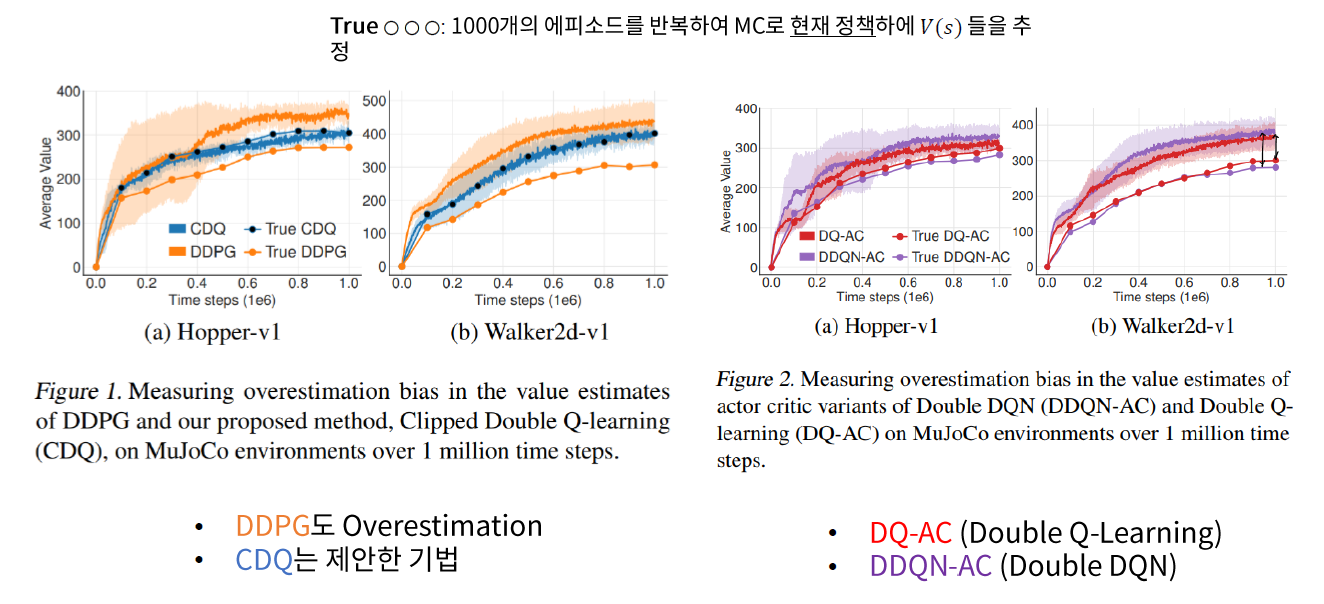 True ○○○: 1000개의 에피소드를 반복하여 MC로 현재 정책하에 V(s) 들을 추
정
400
300
200
100
0
Average Value
CDQ
True CDQ
DDPG
True DDPG
0.0 0.2 0.4 0.6 0.8 1.0
Time steps (1e6)
(a) Hopper-v1
500
400
300
200
100
0
0.0 0.2 0.4 0.6 0.8 1.0
Time steps (1e6)
(b) Walker2d-v1
Figure 1. Measuring overestimation bias in the value estimates
of DDPG and our proposed method, Clipped Double Q-learning
(CDQ), on MuJoCo environments over 1 million time steps.
400
300
200
100
0
Average Value
DQ-AC
True DQ-AC
DDQN-AC
True DDQN-AC
0.0 0.2 0.4 0.6 0.8 1.0
Time steps (1e6)
(a) Hopper-v1
400
300
200
100
0
0.0 0.2 0.4 0.6 0.8 1.0
Time steps (1e6)
(b) Walker2d-v1
Figure 2. Measuring overestimation bias in the value estimates of
actor critic variants of Double DQN (DDQN-AC) and Double Q-
learning (DQ-AC) on MuJoCo environments over 1 million time
steps.
• DDPG도 Overestimation
• CDQ는 제안한 기법
• DQ-AC (Double Q-Learning)
• DDQN-AC (Double DQN)